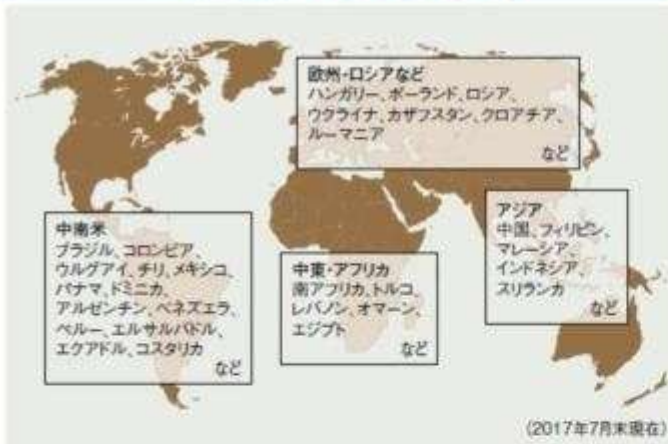 欧州・ロシアなど
ハンガリー、ポーランド、ロシア、
ウクライナ、カザフスタン、クロアチア、
ルーマニア
など
中南米
ブラジル、コロンビア、
ウルグアイ、チリ、メキシコ、
パナマ、ドミニカ、
アルゼンチン、ベネズエラ、
ペルー、エルサルバドル、
エクアドル、コスタリカ
など
中東・アフリカ
南アフリカ、トルコ、
レバノン、オマーン、
エジプト
など
アジア
中国、フィリピン、
マレーシア、
インドネシア、
スリランカ
など
(2017年7月末現在)